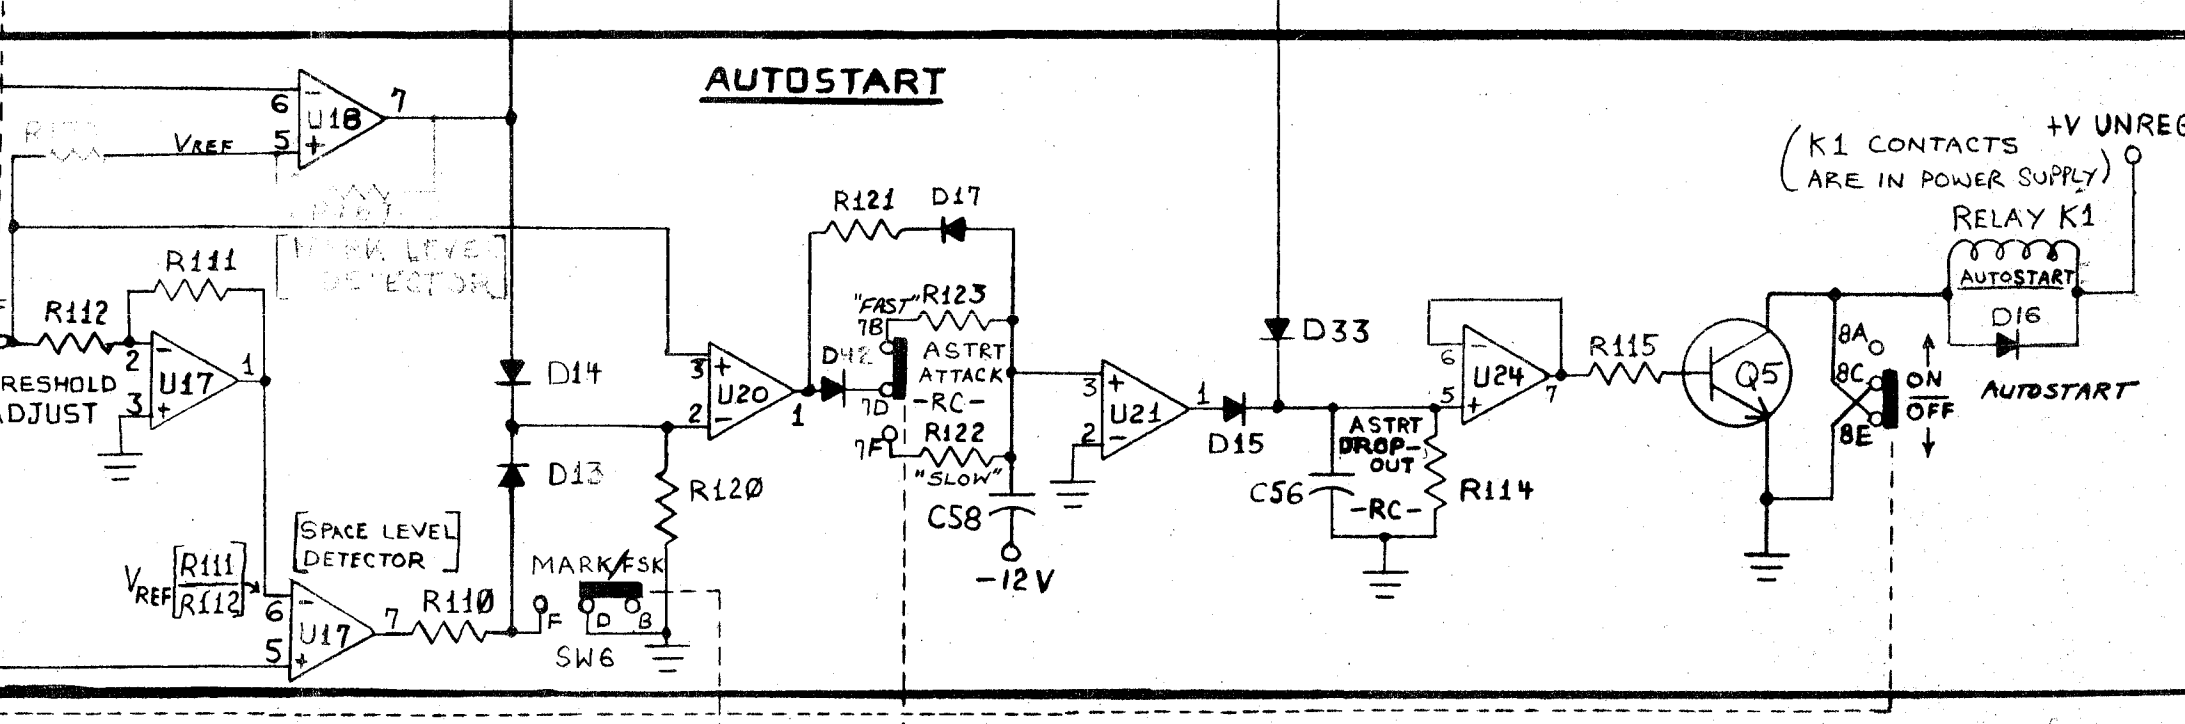 AUTOSTART
6
-
U18
7
5
+
VREF
+V UNREG
(K1 CONTACTS
ARE IN POWER SUPPLY)
RELAY K1
AUTOSTART
D16
R121
D17
[MARK LEVEL
DETECTOR]
R111
R112
2
-
U17
1
3
+
RESHOLD
ADJUST
D14
D13
3
+
U20
2
-
1
D42
"FAST"
7B
R123
ASTRT
ATTACK
-RC-
7D
7F
R122
"SLOW"
C58
-12V
R120
3
+
U21
2
-
1
D15
D33
ASTRT
DROP-
OUT
-RC-
C56
R114
6
-
U24
5
+
7
R115
Q5
8A
8C
8E
ON
OFF
AUTOSTART
[SPACE LEVEL
DETECTOR]
VREF[R111
R112]
6
-
U17
5
+
7
R110
MARK/FSK
F
D
B
SW6